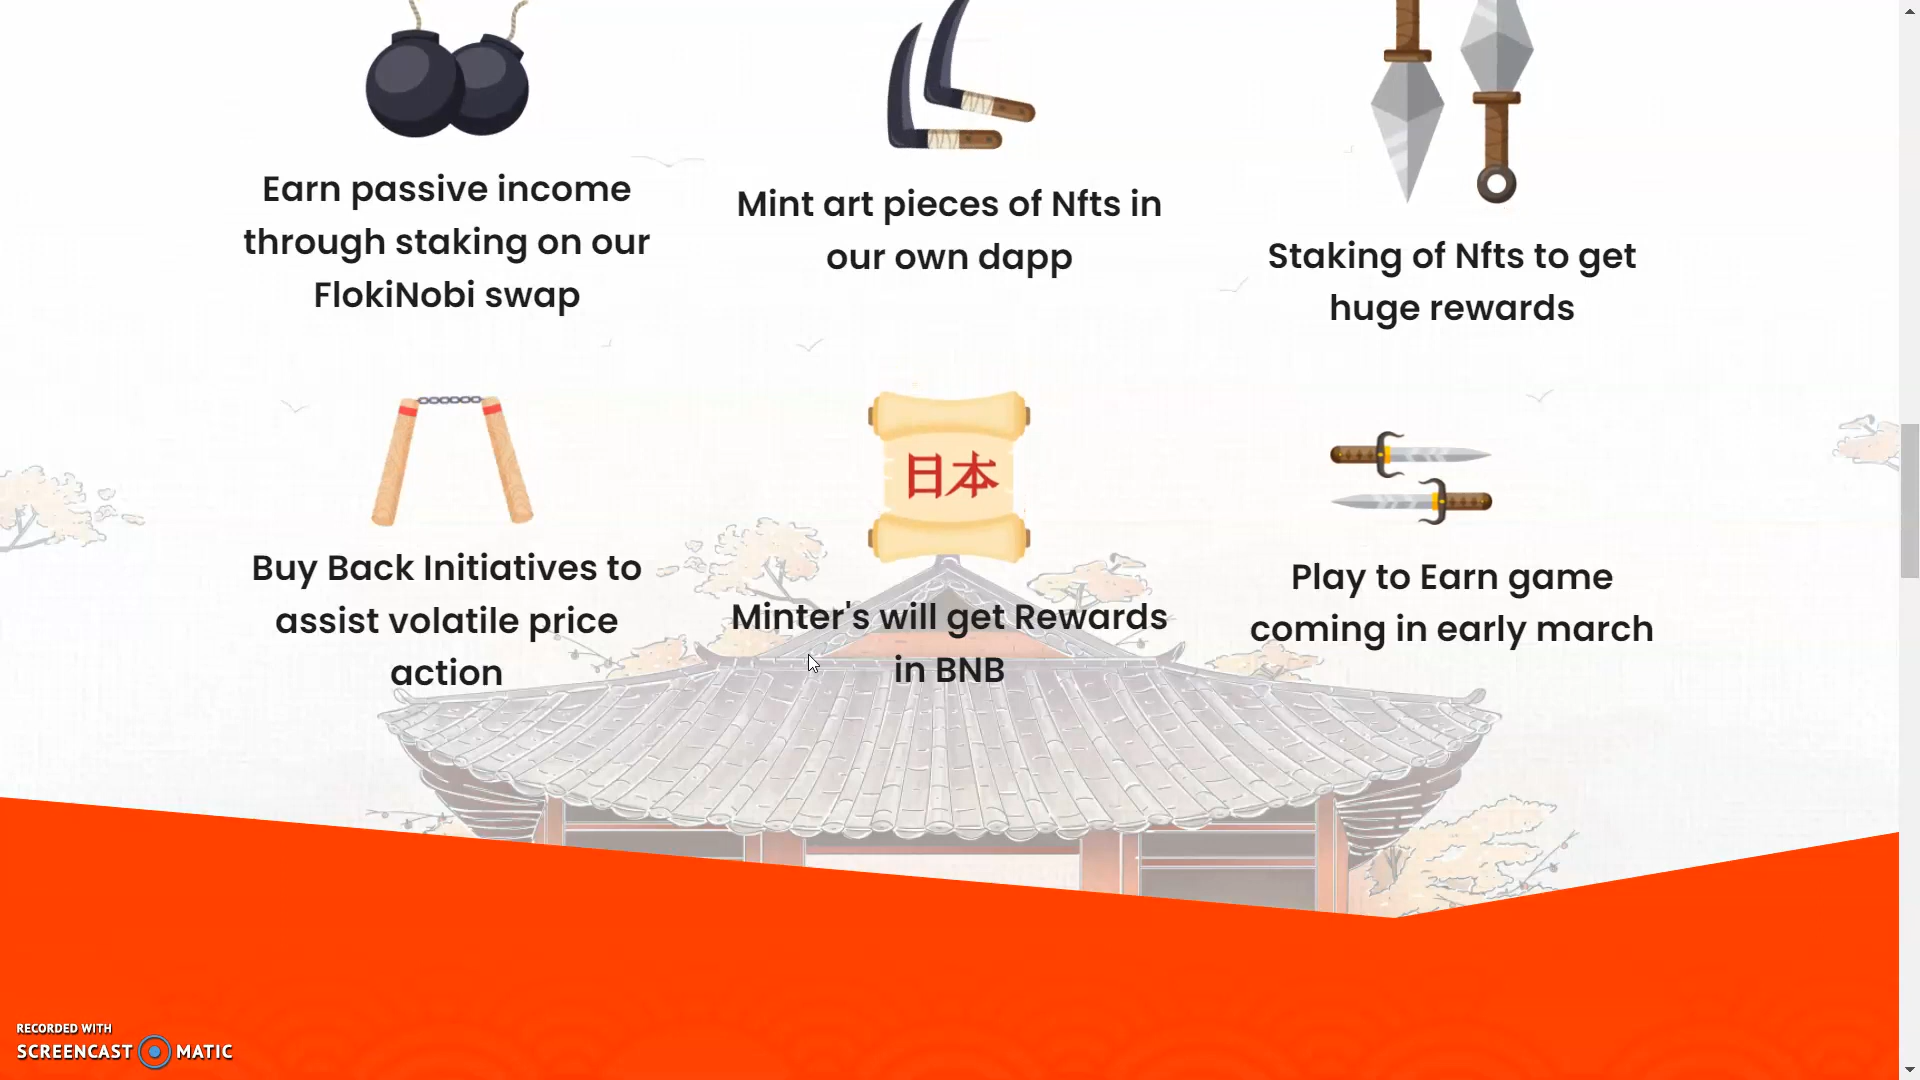 Earn passive income
through staking on our
FlokiNobi swap
Mint art pieces of Nfts in
our own dapp
Staking of Nfts to get
huge rewards
Buy Back Initiatives to
assist volatile price
action
日本
Minter's will get Rewards
in BNB
Play to Earn game
coming in early march
RECORDED WITH
SCREENCAST MATIC